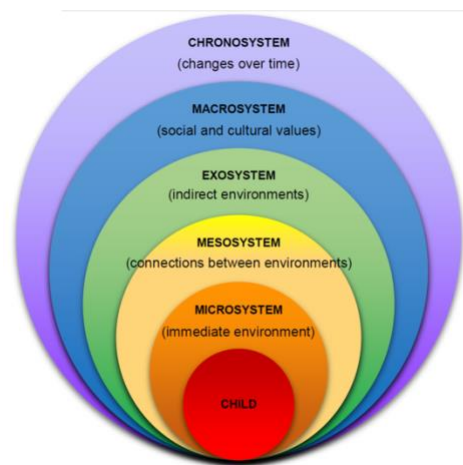 CHRONOSYSTEM
(changes over time)
MACROSYSTEM
(social and cultural values)
EXOSYSTEM
(indirect environments)
MESOSYSTEM
(connections between environments)
MICROSYSTEM
(immediate environment)
CHILD